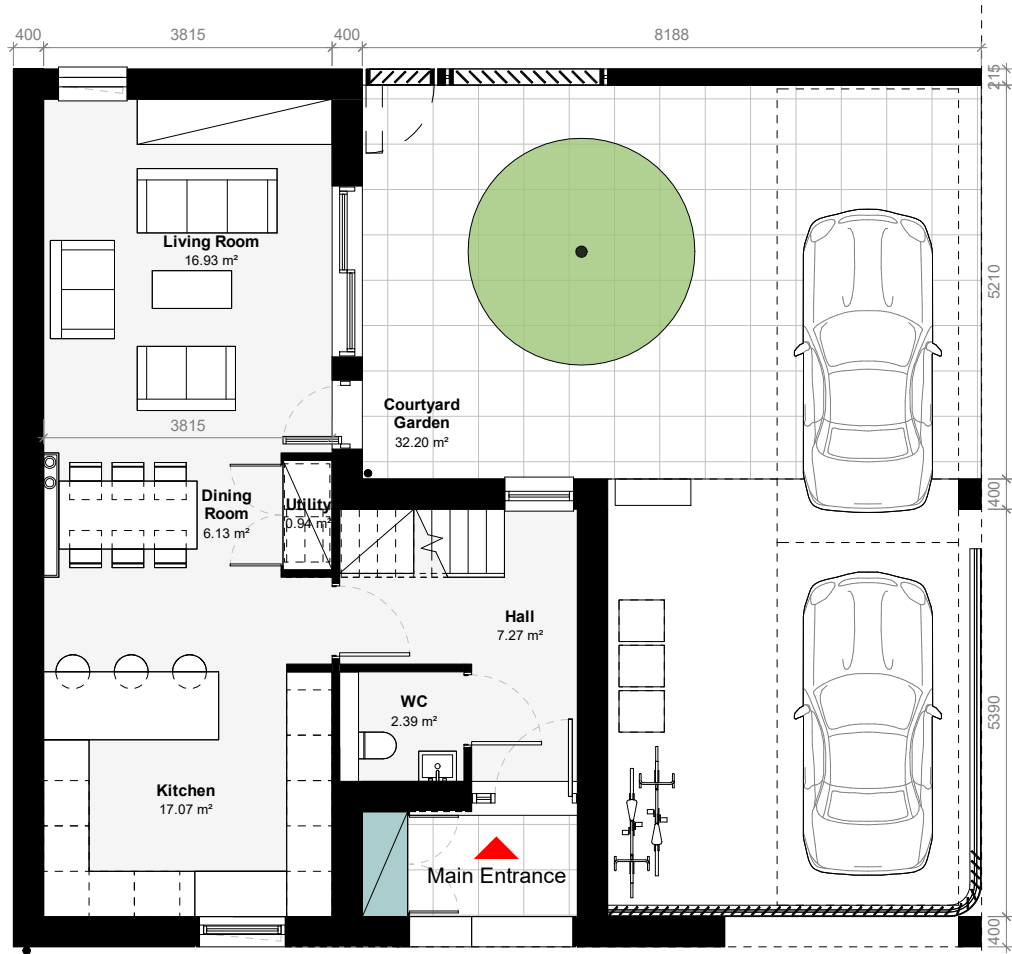 400
3815
400
8188
215
Living Room
16.93 m²
5210
Courtyard
Garden
32.20 m²
3815
Dining
Room
6.13 m²
Utility
0.94 m²
400
Hall
7.27 m²
WC
2.39 m²
5390
Kitchen
17.07 m²
Main Entrance
400